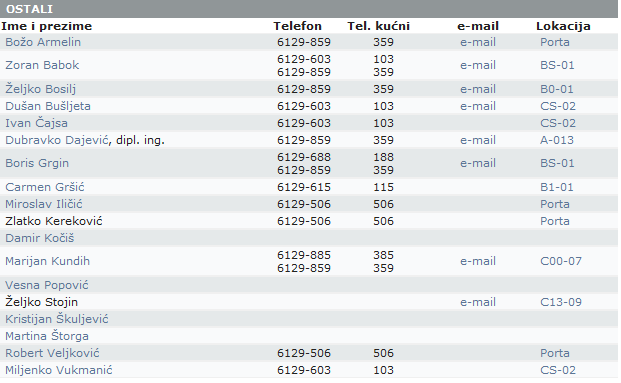 OSTALI
Ime i prezime Telefon Tel. kućni e-mail Lokacija
Božo Armelin 6129-859 359 e-mail Porta
Zoran Babok 6129-603 103 e-mail BS-01
6129-859 359
Željko Bosilj 6129-859 359 e-mail B0-01
Dušan Bušljeta 6129-603 103 e-mail CS-02
Ivan Čajsa 6129-603 103 CS-02
Dubravko Dajević, dipl. ing. 6129-859 359 e-mail A-013
Boris Grgin 6129-688 188 e-mail BS-01
6129-859 359
Carmen Gršić 6129-615 115 B1-01
Miroslav Iličić 6129-506 506 Porta
Zlatko Kereković 6129-506 506 Porta
Damir Kočiš
Marijan Kundih 6129-885 385 e-mail C00-07
6129-859 359
Vesna Popović
Željko Stojin e-mail C13-09
Kristijan Škuljević
Martina Štorga
Robert Veljković 6129-506 506 Porta
Miljenko Vukmanić 6129-603 103 CS-02